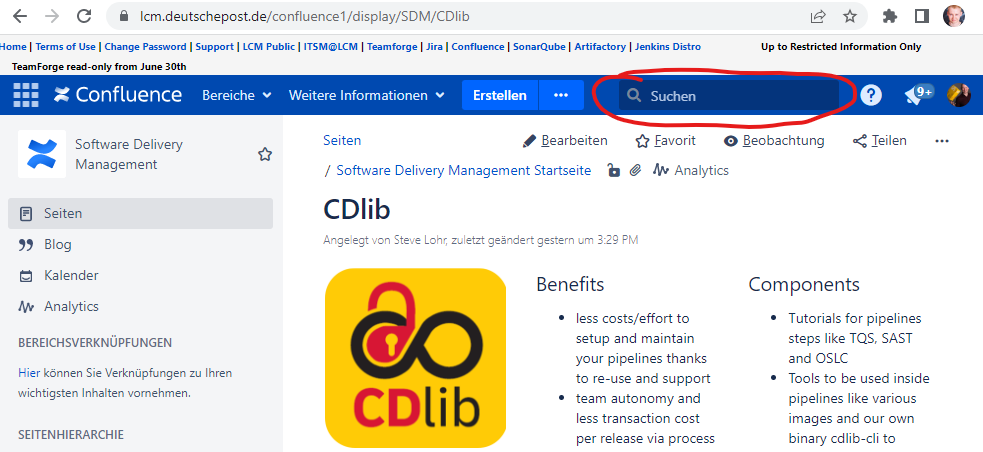 lcm.deutschepost.de/confluence1/display/SDM/CDlib
Home | Terms of Use | Change Password | Support | LCM Public | ITSM@LCM | Teamforge | Jira | Confluence | SonarQube | Artifactory | Jenkins Distro
Up to Restricted Information Only
TeamForge read-only from June 30th
Confluence
Bereiche
Weitere Informationen
Erstellen
Suchen
9+
Software Delivery
Management
Seiten
Blog
Kalender
Analytics
BEREICHSVERKNÜPFUNGEN
Hier können Sie Verknüpfungen zu Ihren
wichtigsten Inhalten vornehmen.
SEITENHIERARCHIE
Seiten
Bearbeiten
Favorit
Beobachtung
Teilen
/ Software Delivery Management Startseite
Analytics
CDlib
Angelegt von Steve Lohr, zuletzt geändert gestern um 3:29 PM
CDlib
Benefits
• less costs/effort to
setup and maintain
your pipelines thanks
to re-use and support
• team autonomy and
less transaction cost
per release via process
Components
• Tutorials for pipelines
steps like TQS, SAST
and OSLC
• Tools to be used inside
pipelines like various
images and our own
binary cdlib-cli to